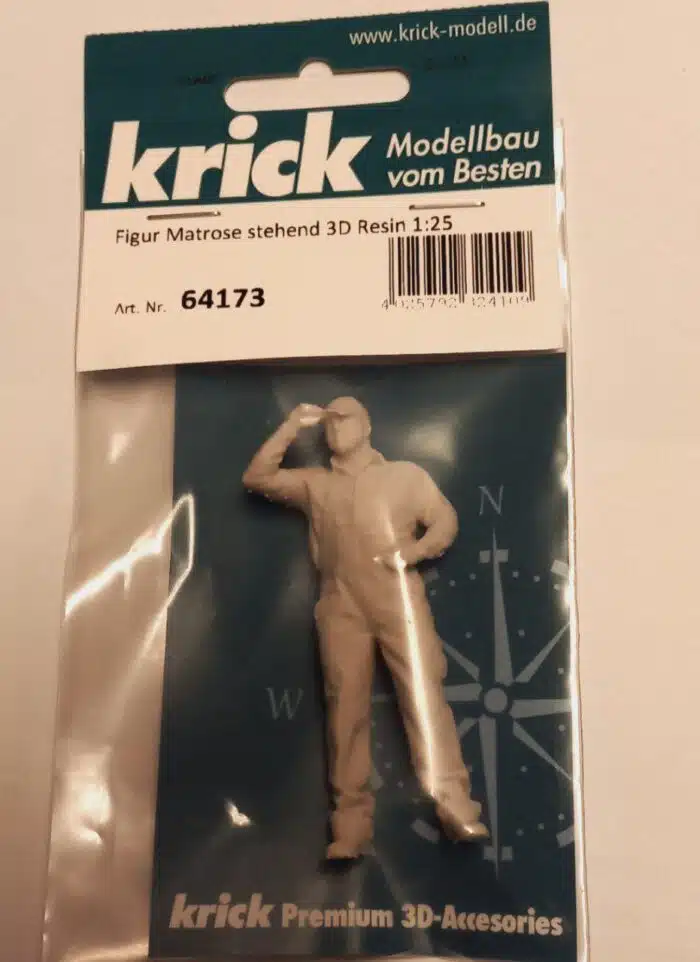 www.krick-modell.de
krick Modellbau
vom Besten
Figur Matrose stehend 3D Resin 1:25
Art. Nr. 64173
N
W
krick Premium 3D-Accesories